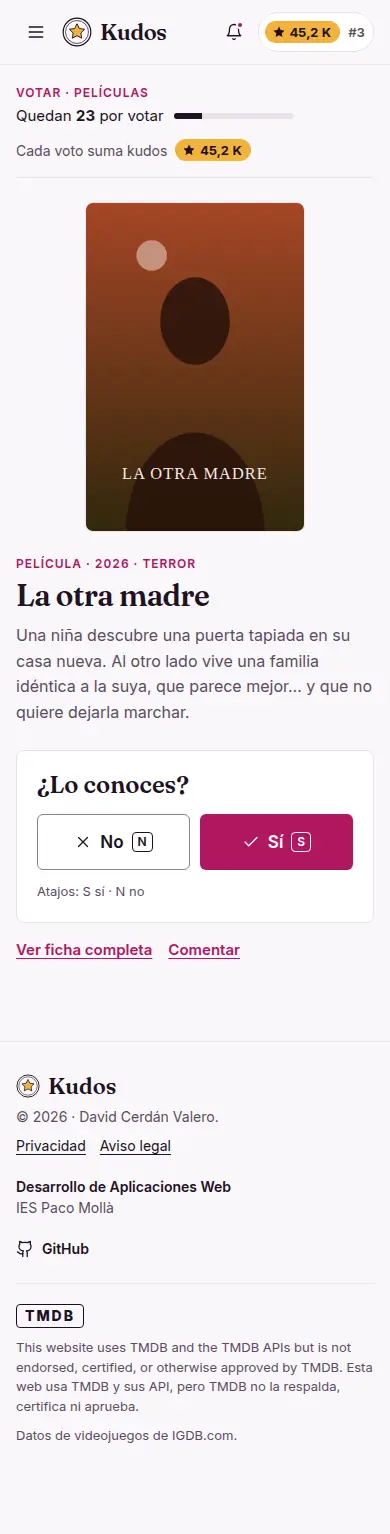 Kudos
45,2 K #3
VOTAR · PELÍCULAS
Quedan 23 por votar
Cada voto suma kudos 45,2 K
LA OTRA MADRE
PELÍCULA · 2026 · TERROR
La otra madre
Una niña descubre una puerta tapiada en su
casa nueva. Al otro lado vive una familia
idéntica a la suya, que parece mejor… y que no
quiere dejarla marchar.
¿Lo conoces?
No N
Sí S
Atajos: S sí · N no
Ver ficha completa Comentar
Kudos
© 2026 · David Cerdán Valero.
Privacidad Aviso legal
Desarrollo de Aplicaciones Web
IES Paco Mollà
GitHub
TMDB
This website uses TMDB and the TMDB APIs but is not
endorsed, certified, or otherwise approved by TMDB. Esta
web usa TMDB y sus API, pero TMDB no la respalda,
certifica ni aprueba.
Datos de videojuegos de IGDB.com.